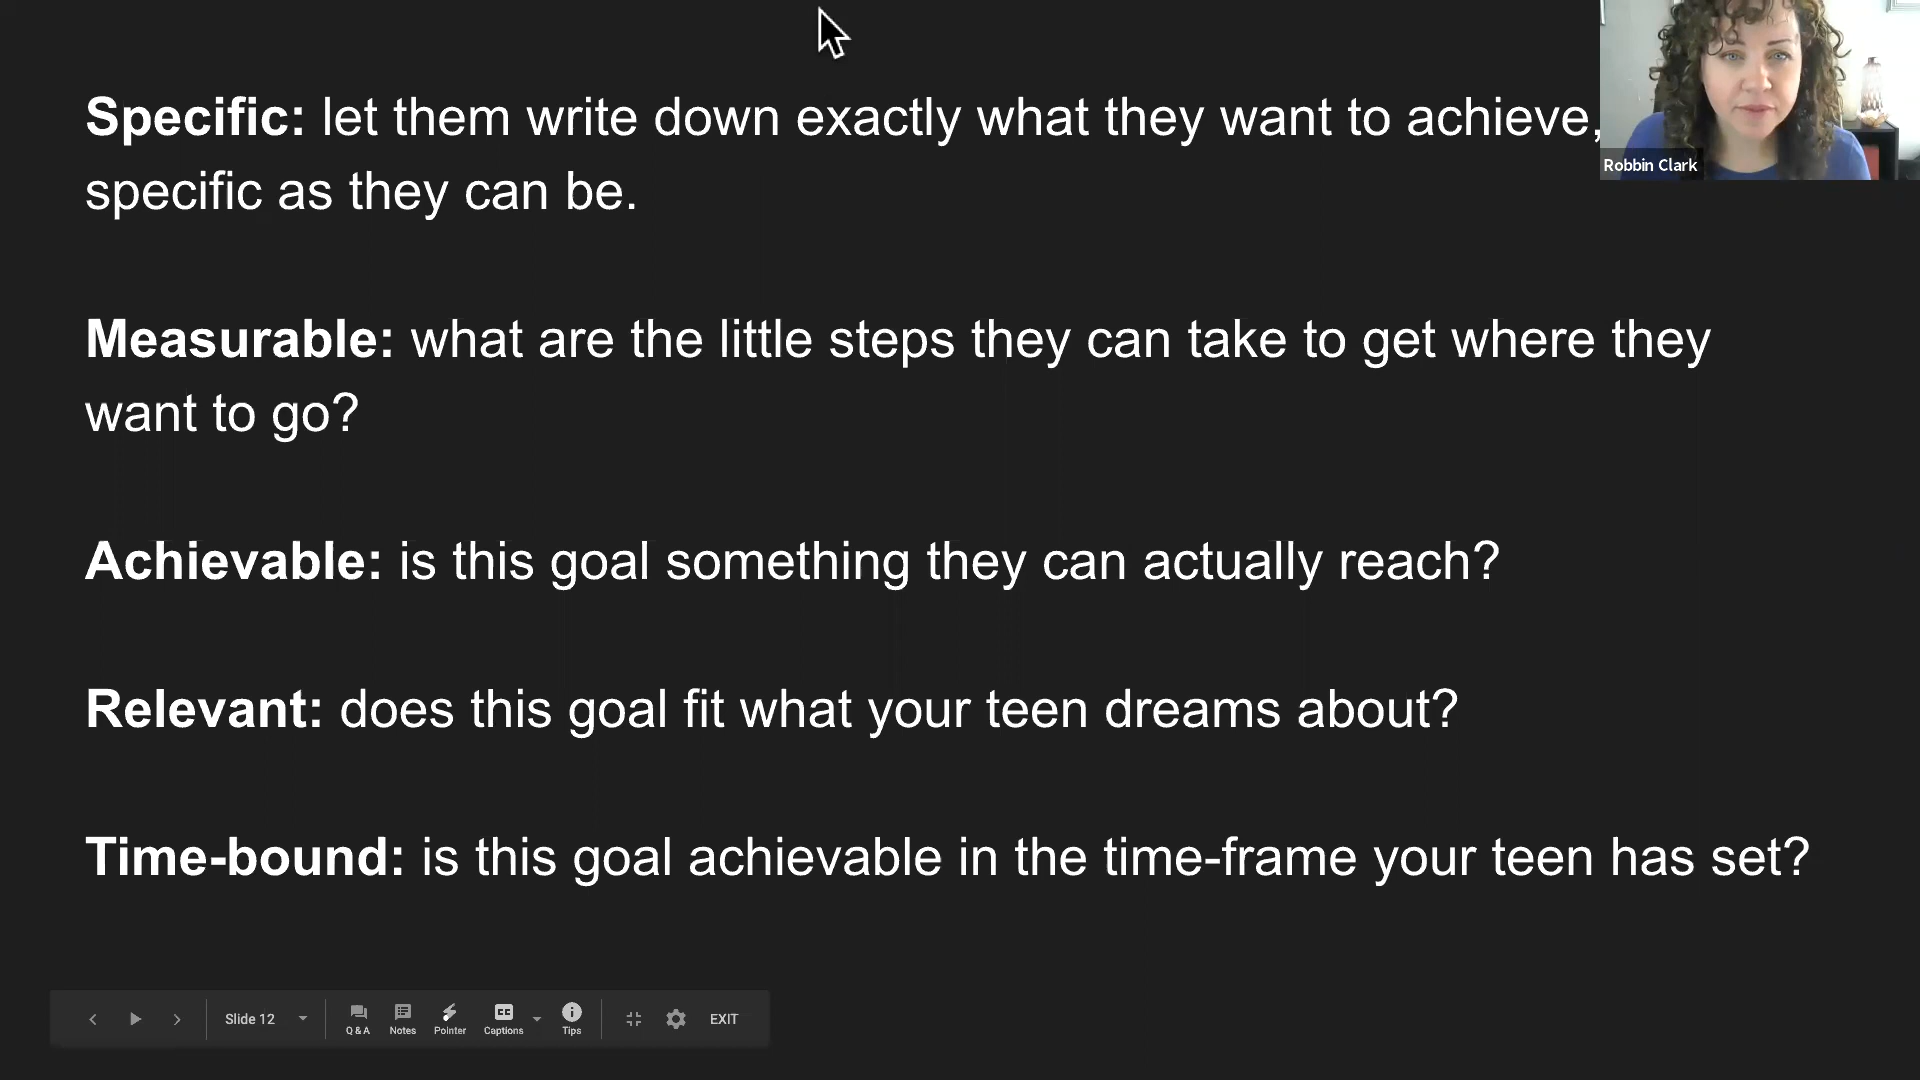 Specific: let them write down exactly what they want to achieve,
specific as they can be.
Measurable: what are the little steps they can take to get where they
want to go?
Achievable: is this goal something they can actually reach?
Relevant: does this goal fit what your teen dreams about?
Time-bound: is this goal achievable in the time-frame your teen has set?
Robbin Clark
Slide 12
Q & A Notes Pointer CC Captions Tips EXIT